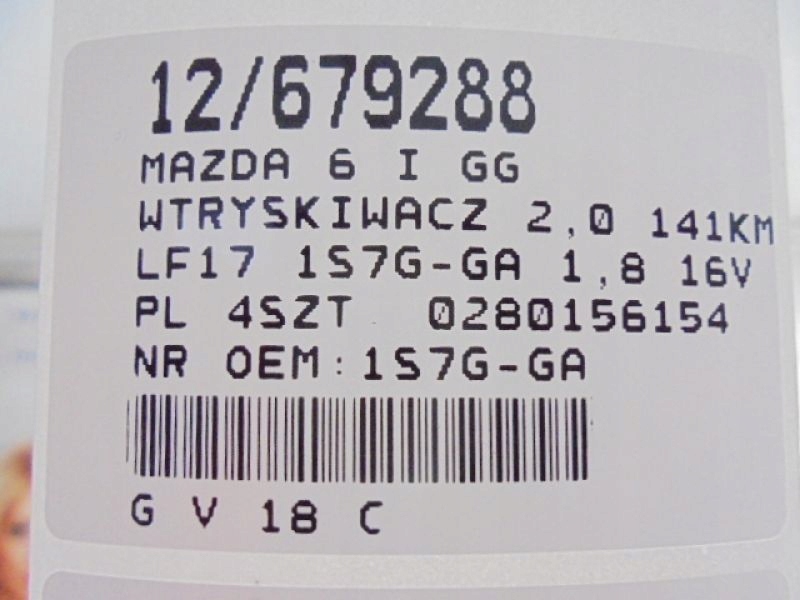 12/679288
MAZDA 6 I GG
WTRYSKIWACZ 2,0 141KM
LF17 1S7G-GA 1,8 16V
PL 4SZT 0280156154
NR OEM:1S7G-GA
G V 18 C